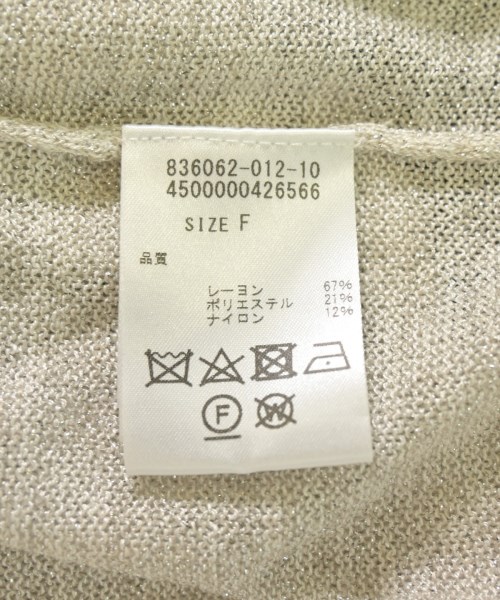 836062-012-10
4500000426566
SIZE F
品質
レーヨン 67%
ポリエステル 21%
ナイロン 12%
F W